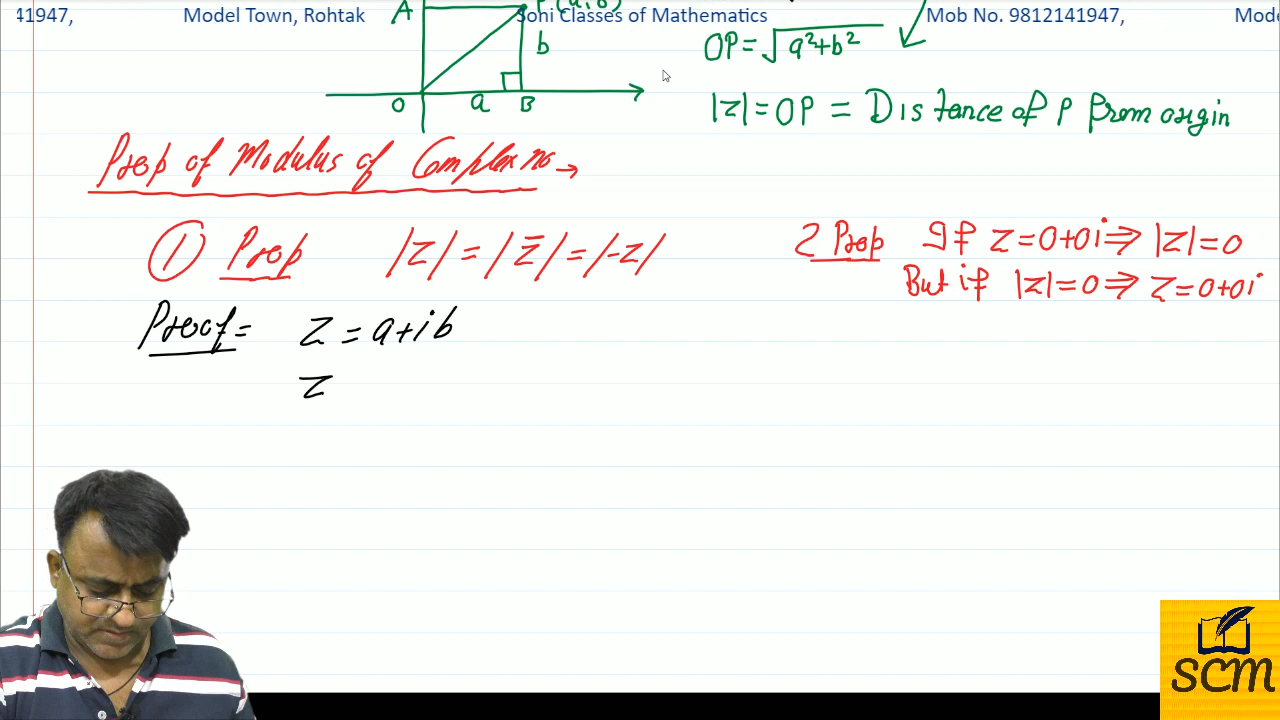 41947, Model Town, Rohtak Soni Classes of Mathematics Mob No. 9812141947, Mode
A P(a,b)
b
OP=√a²+b²
O a B
|z|=OP = Distance of P from origin
Prop of Modulus of Complex no →
① Prop |z|=|z̅|=|-z|
2 Prop If z=0+0i⇒|z|=0
But if |z|=0⇒z=0+0i
Proof= z=a+ib
z
scm